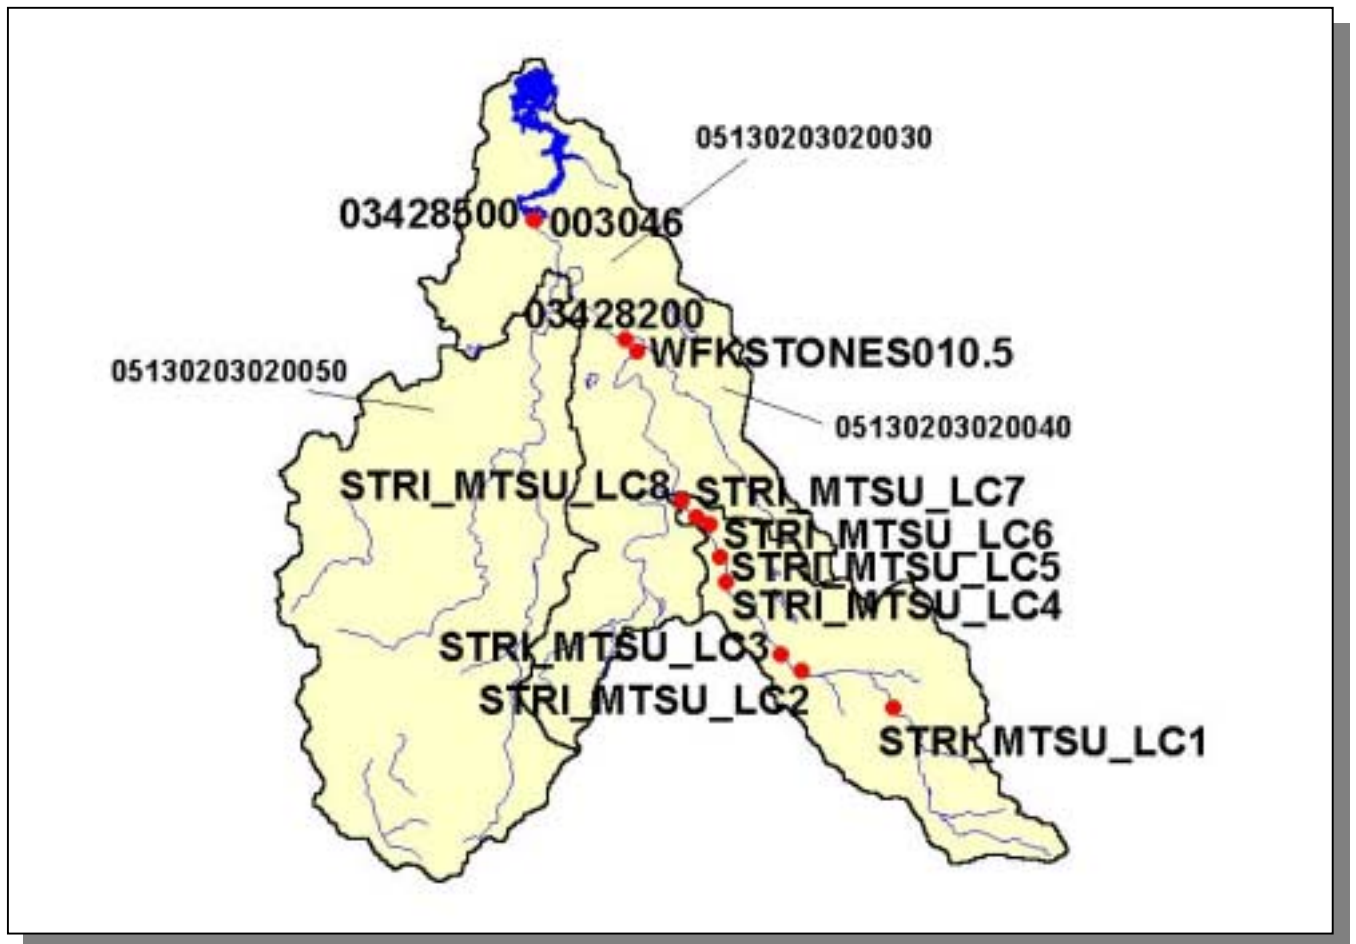 05130203020030
03428500 003046
03428200
WFKSTONES010.5
05130203020050
05130203020040
STRI_MTSU_LC8 STRI_MTSU_LC7
STRI_MTSU_LC6
STRI_MTSU_LC5
STRI_MTSU_LC4
STRI_MTSU_LC3
STRI_MTSU_LC2
STRI_MTSU_LC1